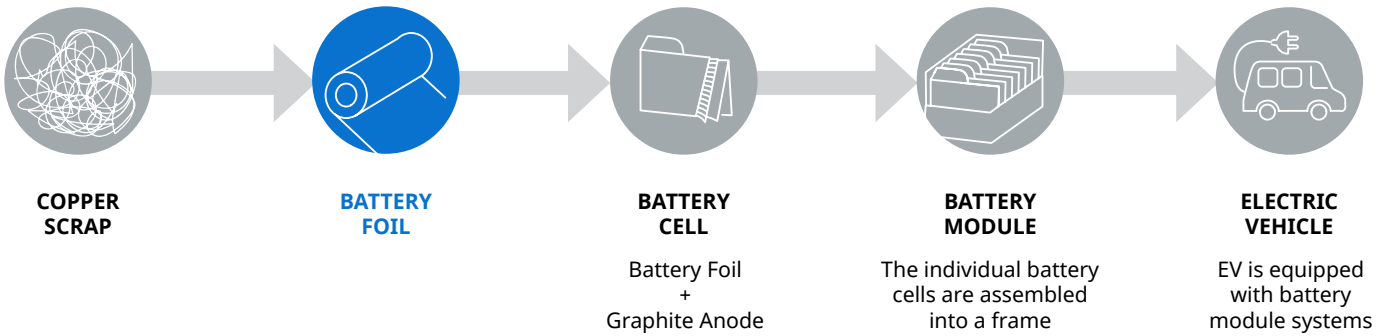 COPPER
SCRAP
BATTERY
FOIL
BATTERY
CELL
Battery Foil
+
Graphite Anode
BATTERY
MODULE
The individual battery
cells are assembled
into a frame
ELECTRIC
VEHICLE
EV is equipped
with battery
module systems